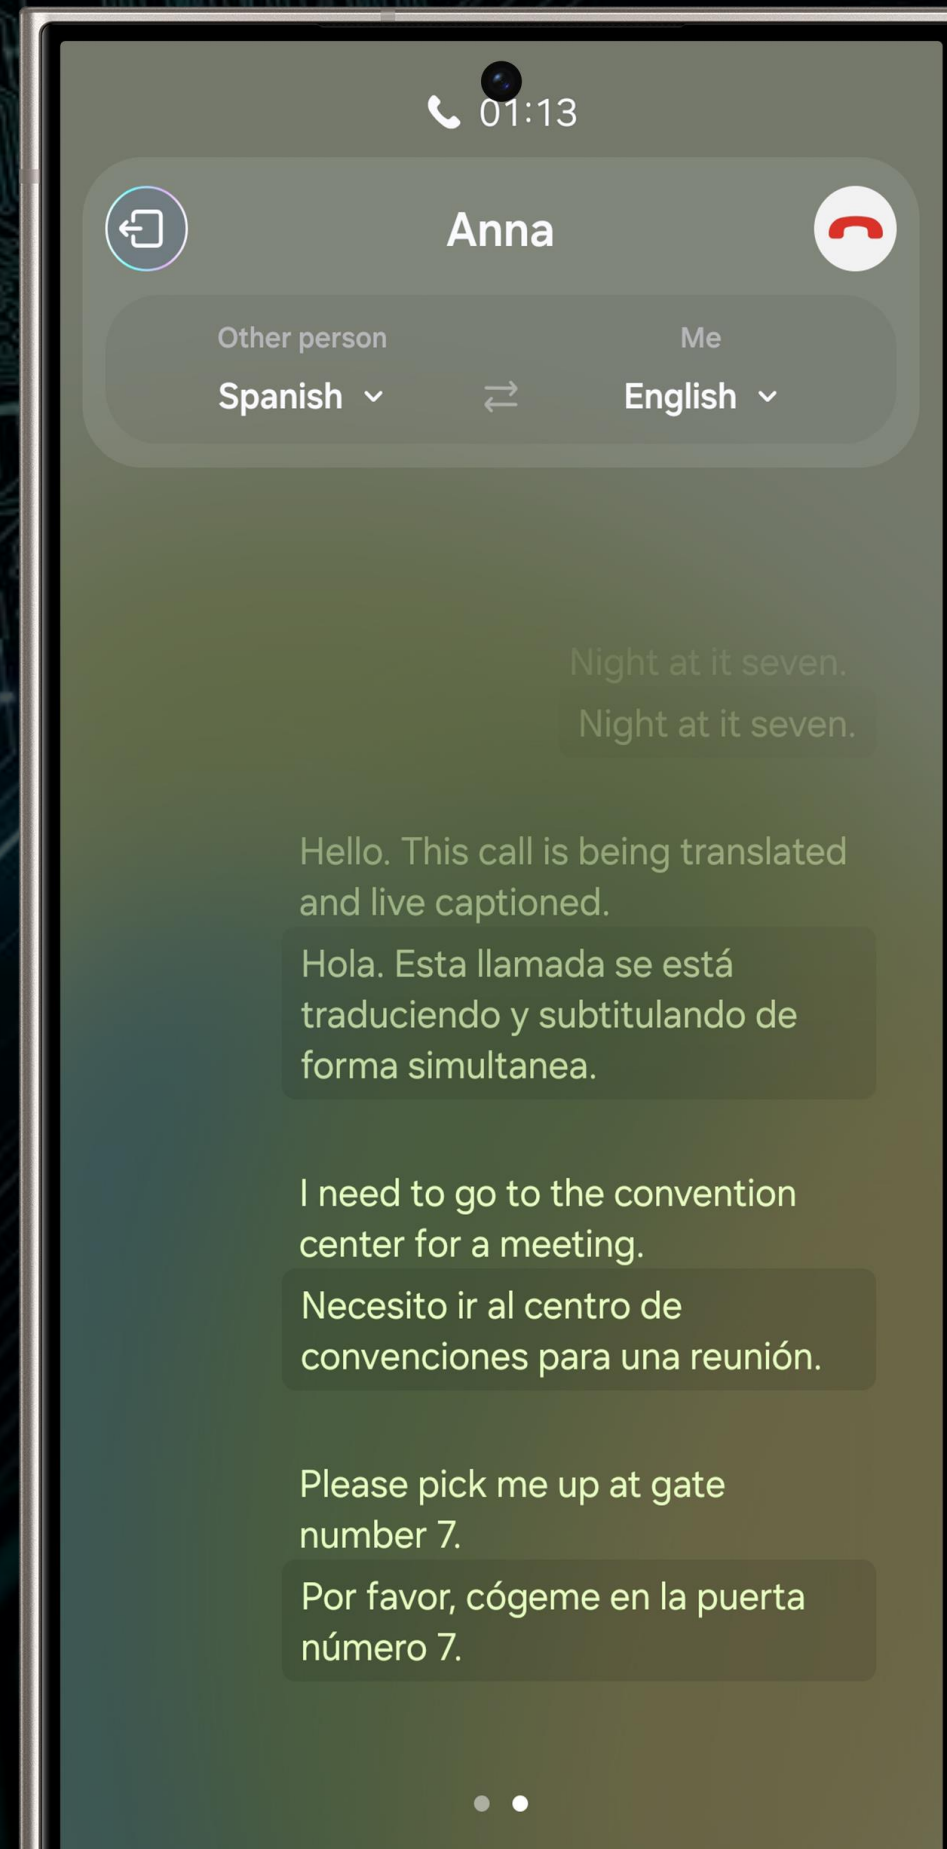 01:13
Anna
Other person
Me
Spanish
English
Night at it seven.
Night at it seven.
Hello. This call is being translated
and live captioned.
Hola. Esta llamada se está
traduciendo y subtitulando de
forma simultanea.
I need to go to the convention
center for a meeting.
Necesito ir al centro de
convenciones para una reunión.
Please pick me up at gate
number 7.
Por favor, cógeme en la puerta
número 7.